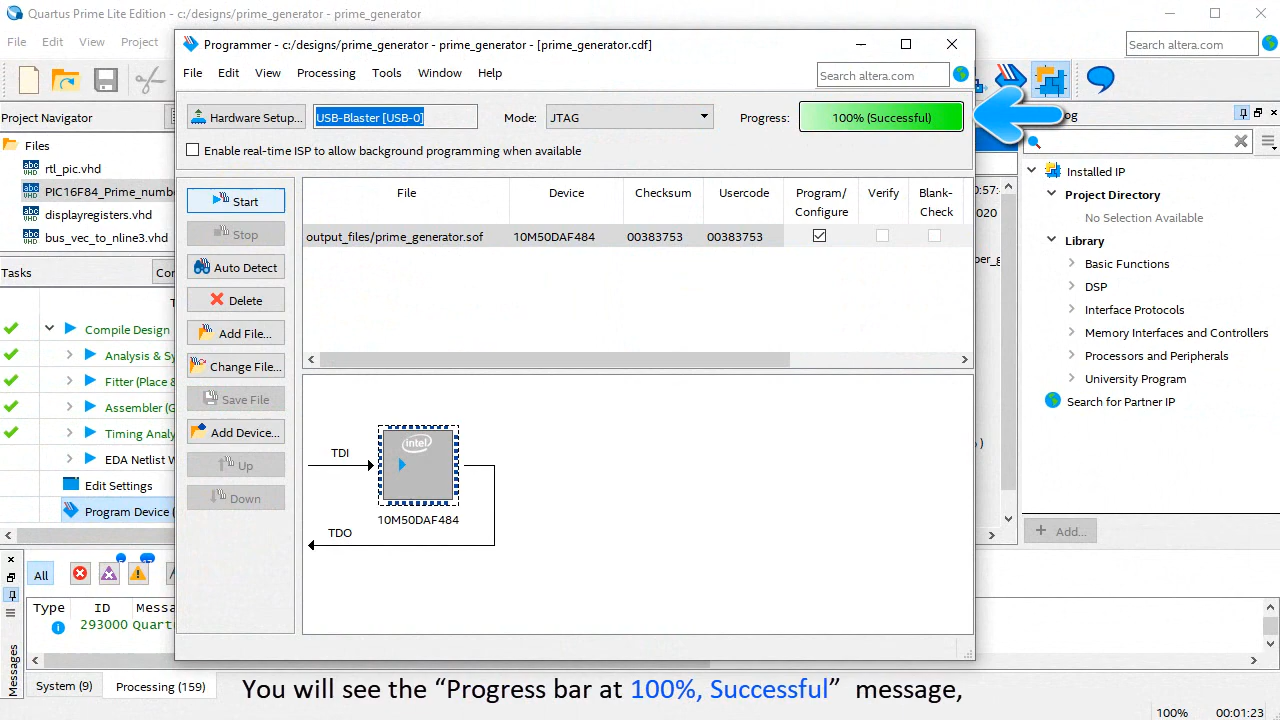 Quartus Prime Lite Edition - c:/designs/prime_generator - prime_generator
File Edit View Project
Search altera.com
Programmer - c:/designs/prime_generator - prime_generator - [prime_generator.cdf]
File Edit View Processing Tools Window Help
Search altera.com
Hardware Setup... USB-Blaster [USB-0] Mode: JTAG Progress: 100% (Successful)
Enable real-time ISP to allow background programming when available
Start
Stop
Auto Detect
Delete
Add File...
Change File...
Save File
Add Device...
Up
Down
File Device Checksum Usercode Program/ Configure Verify Blank- Check
output_files/prime_generator.sof 10M50DAF484 00383753 00383753
TDI
intel
10M50DAF484
TDO
Project Navigator
Files
rtl_pic.vhd
PIC16F84_Prime_numb
displayregisters.vhd
bus_vec_to_nline3.vhd
Tasks
Compile Design
Analysis & Sy
Fitter (Place &
Assembler (G
Timing Analy
EDA Netlist W
Edit Settings
Program Device (
2020
Installed IP
Project Directory
No Selection Available
Library
Basic Functions
DSP
Interface Protocols
Memory Interfaces and Controllers
Processors and Peripherals
University Program
Search for Partner IP
Add...
Messages
All
Type ID Messa
293000 Quart
System (9) Processing (159)
You will see the “Progress bar at 100%, Successful” message,
100% 00:01:23